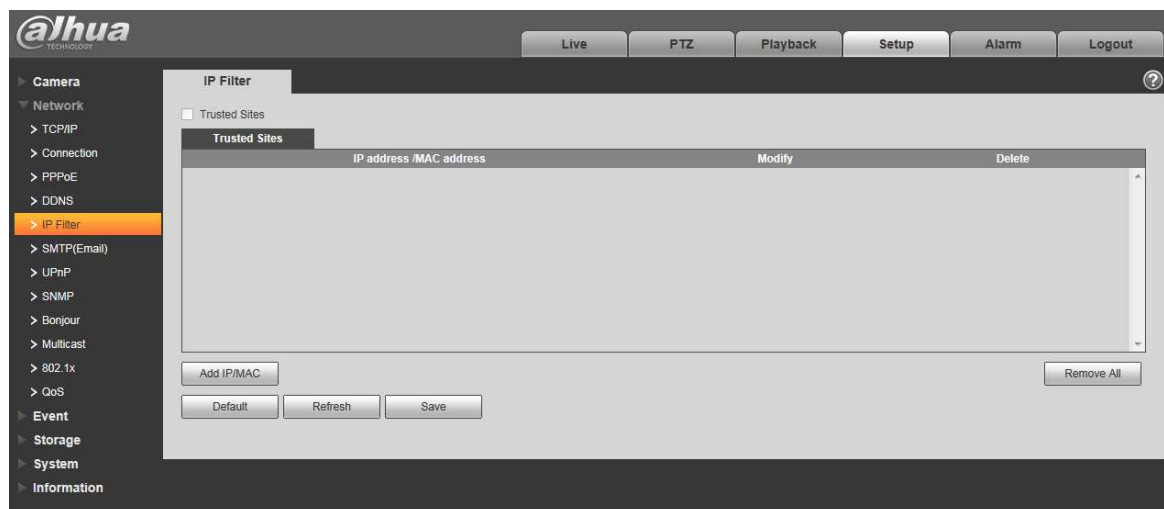 alhua
TECHNOLOGY
Live PTZ Playback Setup Alarm Logout
Camera
Network
> TCP/IP
> Connection
> PPPoE
> DDNS
> IP Filter
> SMTP(Email)
> UPnP
> SNMP
> Bonjour
> Multicast
> 802.1x
> QoS
Event
Storage
System
Information
IP Filter ?
Trusted Sites
Trusted Sites
IP address /MAC address Modify Delete
Add IP/MAC Remove All
Default Refresh Save